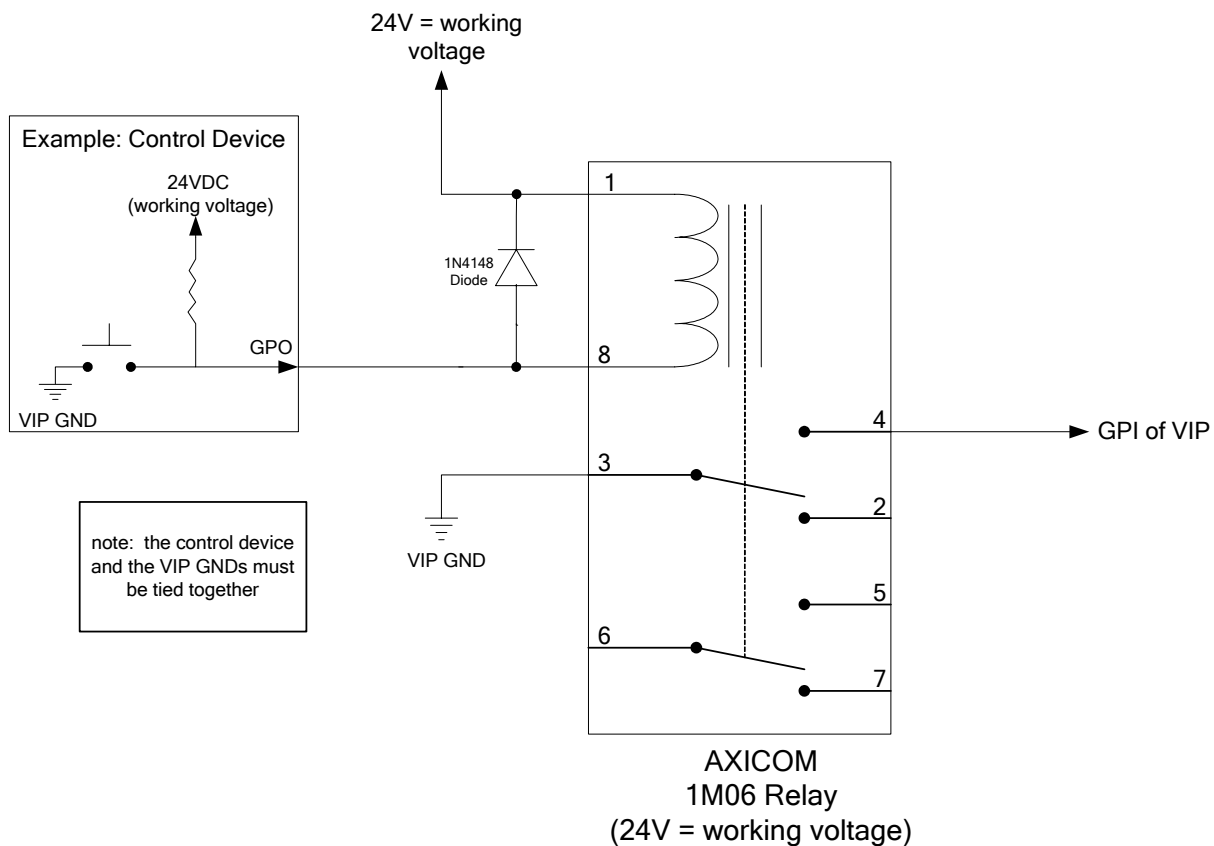 24V = working
voltage
Example: Control Device
24VDC
(working voltage)
1
1N4148
Diode
GPO
8
VIP GND
4
GPI of VIP
3
2
VIP GND
note: the control device
and the VIP GNDs must
be tied together
5
6
7
AXICOM
1M06 Relay
(24V = working voltage)